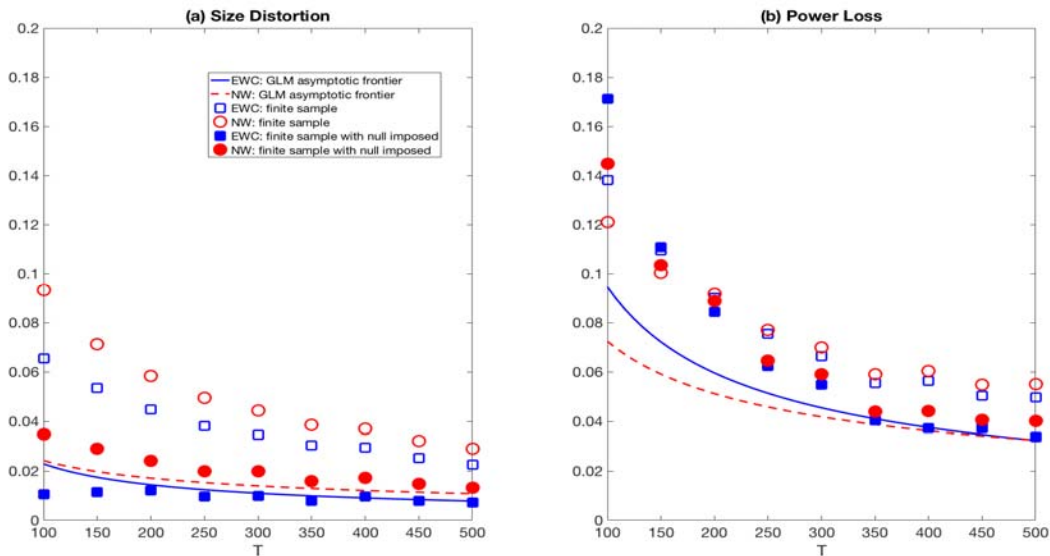 (a) Size Distortion
0.2
0.18
0.16
0.14
0.12
0.1
0.08
0.06
0.04
0.02
0
100 150 200 250 300 350 400 450 500
T
EWC: GLM asymptotic frontier
NW: GLM asymptotic frontier
EWC: finite sample
NW: finite sample
EWC: finite sample with null imposed
NW: finite sample with null imposed
(b) Power Loss
0.2
0.18
0.16
0.14
0.12
0.1
0.08
0.06
0.04
0.02
0
100 150 200 250 300 350 400 450 500
T